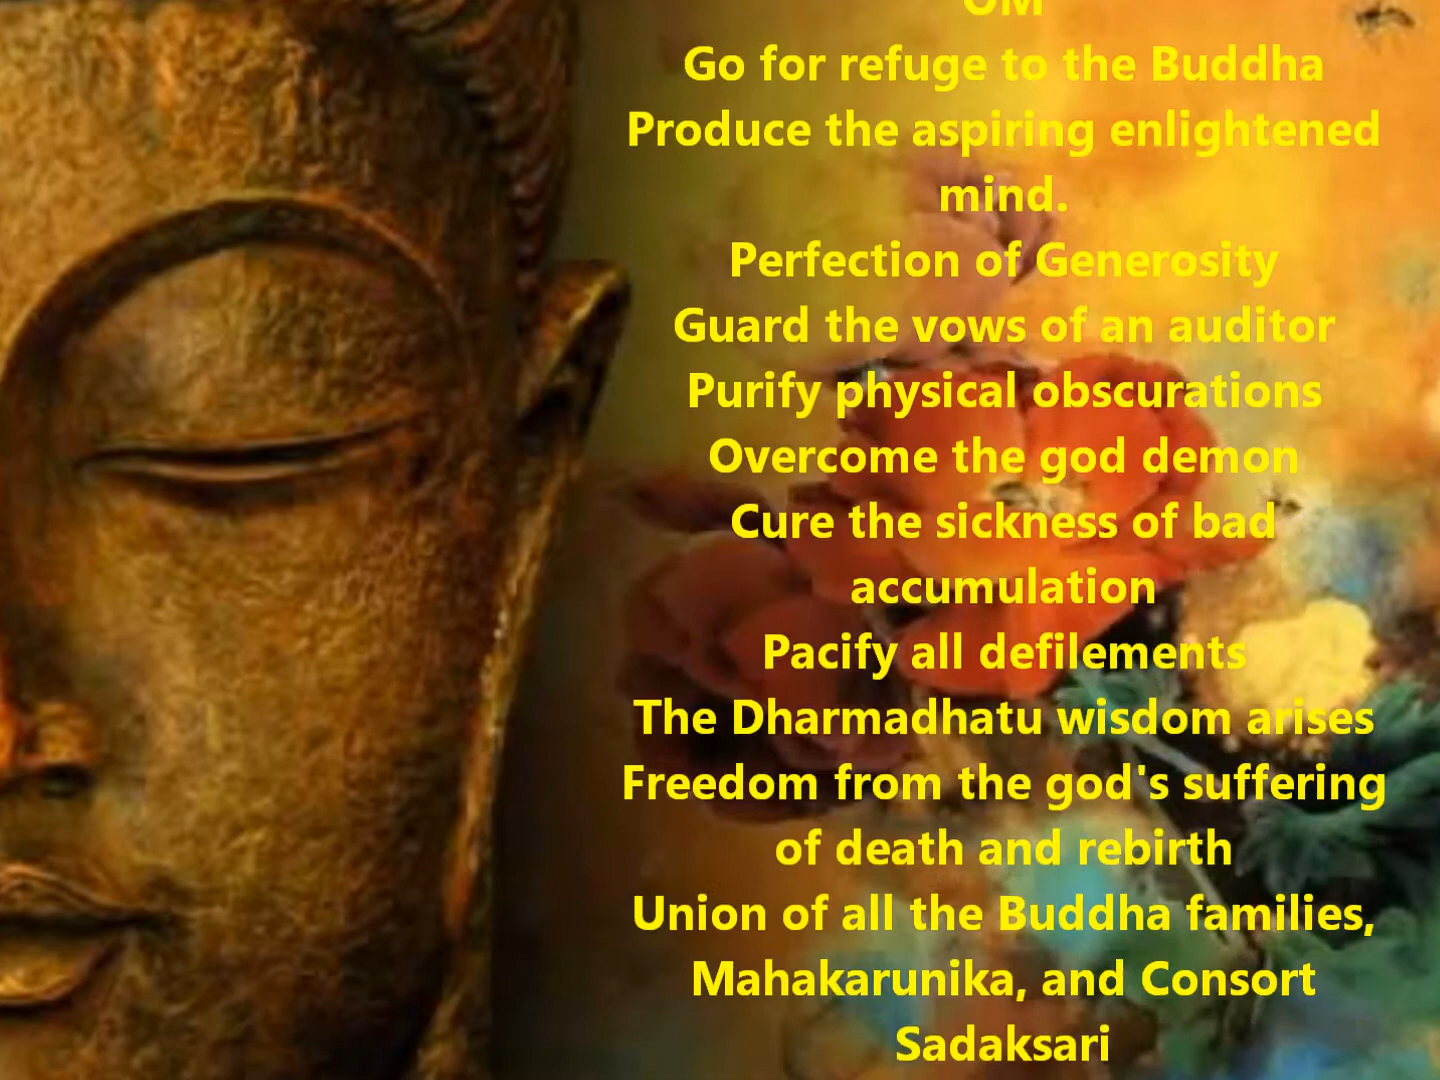 OM
Go for refuge to the Buddha
Produce the aspiring enlightened
mind.
Perfection of Generosity
Guard the vows of an auditor
Purify physical obscurations
Overcome the god demon
Cure the sickness of bad
accumulation
Pacify all defilements
The Dharmadhatu wisdom arises
Freedom from the god's suffering
of death and rebirth
Union of all the Buddha families,
Mahakarunika, and Consort
Sadaksari